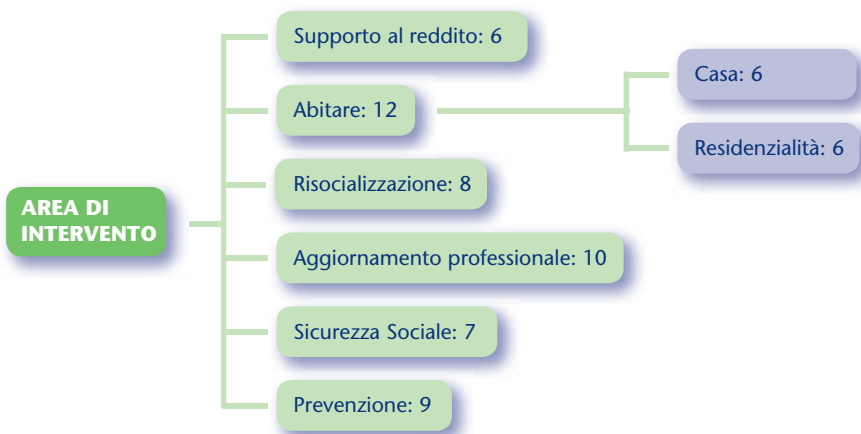 AREA DI
INTERVENTO
Supporto al reddito: 6
Abitare: 12
Casa: 6
Residenzialità: 6
Risocializzazione: 8
Aggiornamento professionale: 10
Sicurezza Sociale: 7
Prevenzione: 9